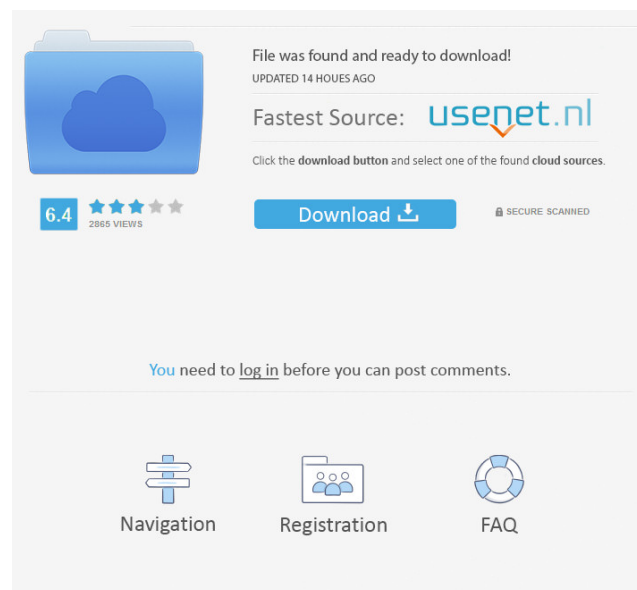 File was found and ready to download!
UPDATED 14 HOUES AGO
Fastest Source: usenet.nl
Click the download button and select one of the found cloud sources.
6.4
2865 VIEWS
Download
SECURE SCANNED
You need to log in before you can post comments.
Navigation Registration FAQ